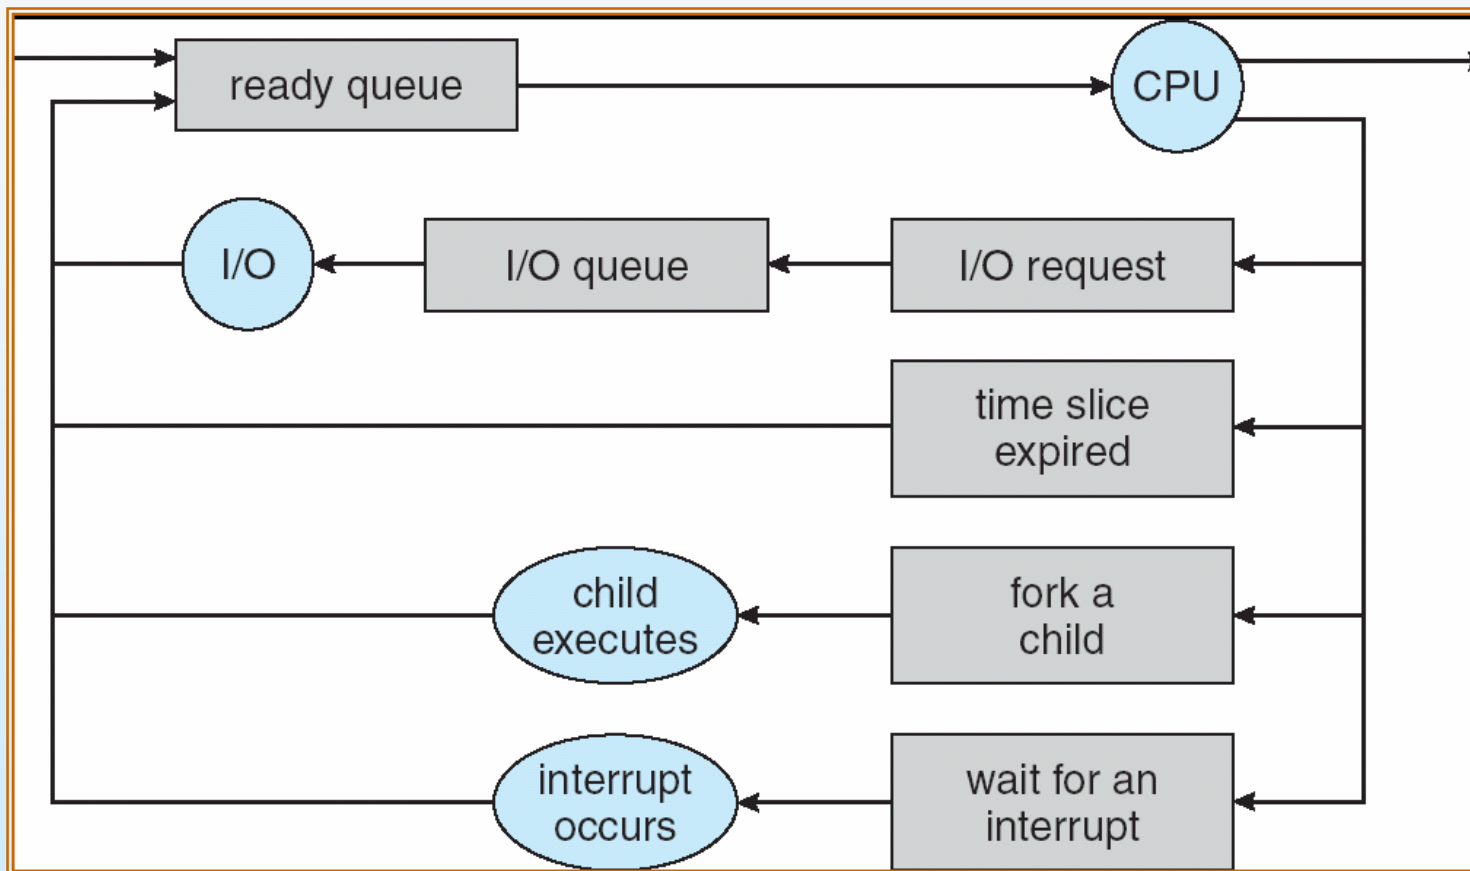 ready queue
CPU
I/O
I/O queue
I/O request
time slice
expired
child
executes
fork a
child
interrupt
occurs
wait for an
interrupt